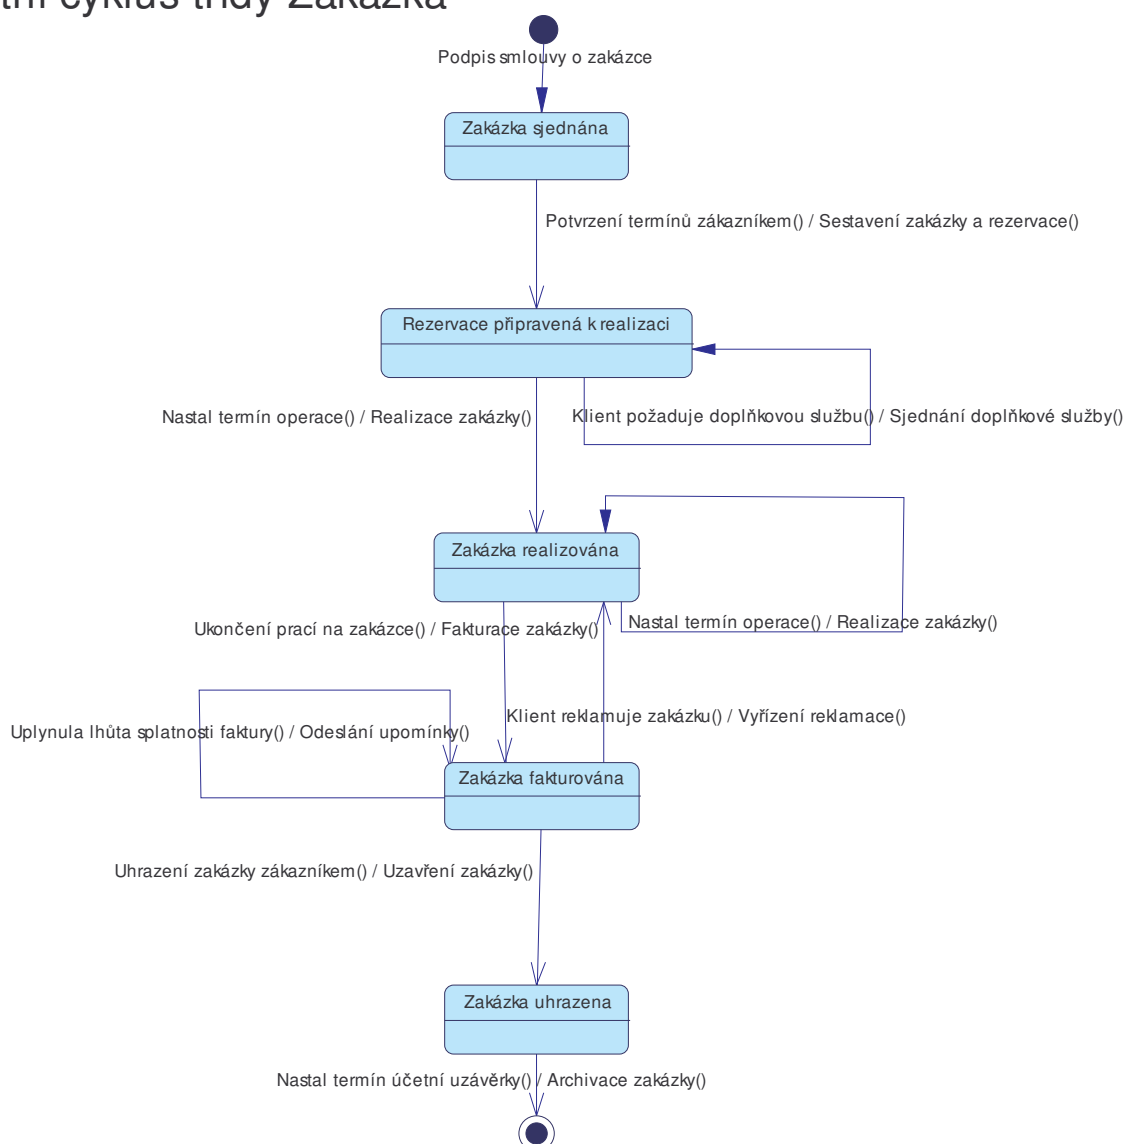 cyklus třídy Zakázka
Podpis smlouvy o zakázce
Zakázka sjednána
Potvrzení termínů zákazníkem() / Sestavení zakázky a rezervace()
Rezervace připravená k realizaci
Nastal termín operace() / Realizace zakázky()
Klient požaduje doplňkovou službu() / Sjednání doplňkové služby()
Zakázka realizována
Nastal termín operace() / Realizace zakázky()
Ukončení prací na zakázce() / Fakturace zakázky()
Klient reklamuje zakázku() / Vyřízení reklamace()
Uplynula lhůta splatnosti faktury() / Odeslání upomínky()
Zakázka fakturována
Uhrazení zakázky zákazníkem() / Uzavření zakázky()
Zakázka uhrazena
Nastal termín účetní uzávěrky() / Archivace zakázky()